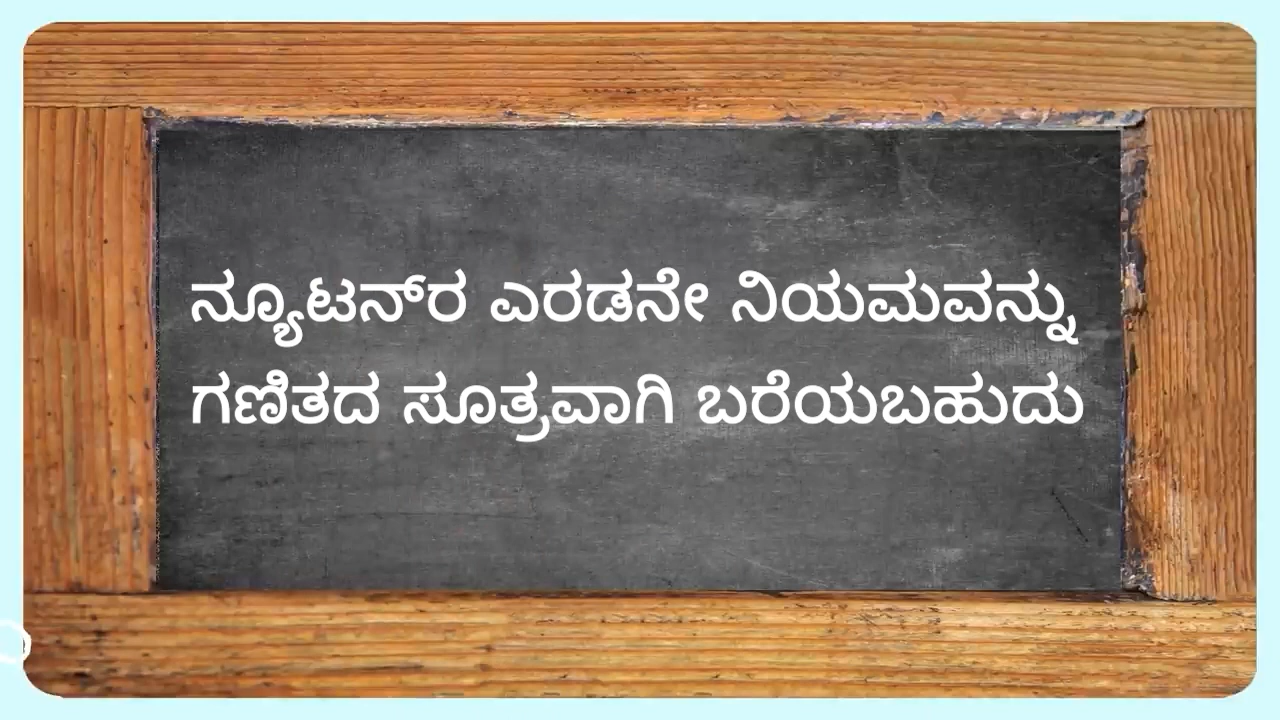 ನ್ಯೂಟನ್‌ರ ಎರಡನೇ ನಿಯಮವನ್ನು
ಗಣಿತದ ಸೂತ್ರವಾಗಿ ಬರೆಯಬಹುದು